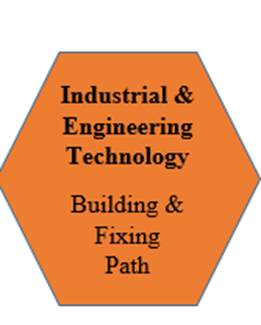 Industrial &
Engineering
Technology
Building &
Fixing
Path